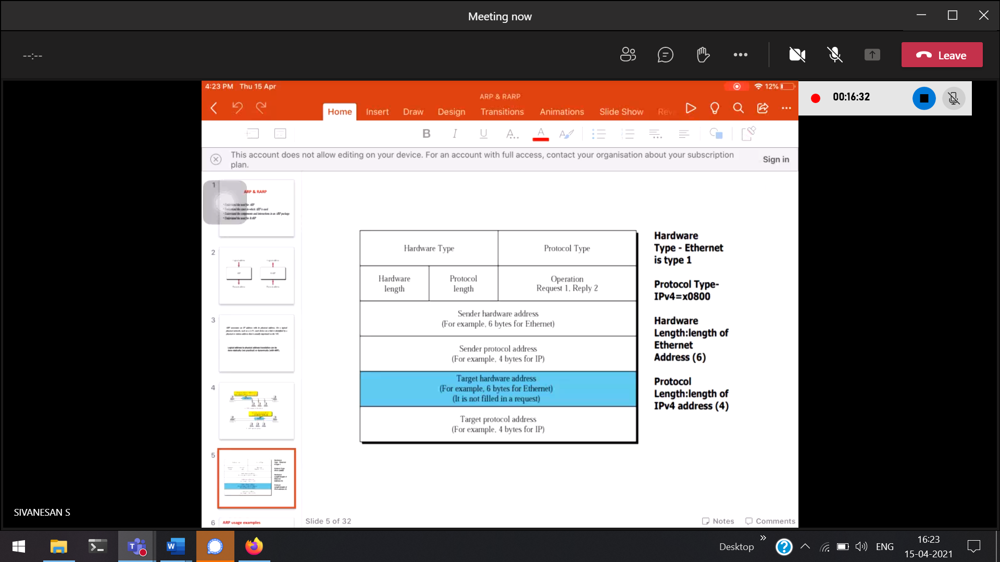 Meeting now
--:--
Leave
4:23 PM Thu 15 Apr
12%
00:16:32
ARP & RARP
Home Insert Draw Design Transitions Animations Slide Show Rev
B I U A.. A
This account does not allow editing on your device. For an account with full access, contact your organisation about your subscription
plan.
Sign in
1
ARP & RARP
2
3
4
5
6
ARP usage examples
Hardware Type
Protocol Type
Hardware
length
Protocol
length
Operation
Request 1, Reply 2
Sender hardware address
(For example, 6 bytes for Ethernet)
Sender protocol address
(For example, 4 bytes for IP)
Target hardware address
(For example, 6 bytes for Ethernet)
(It is not filled in a request)
Target protocol address
(For example, 4 bytes for IP)
Hardware
Type - Ethernet
is type 1
Protocol Type-
IPv4=x0800
Hardware
Length:length of
Ethernet
Address (6)
Protocol
Length:length of
IPv4 address (4)
SIVANESAN S
Slide 5 of 32
Notes
Comments
Desktop
ENG
16:23
15-04-2021